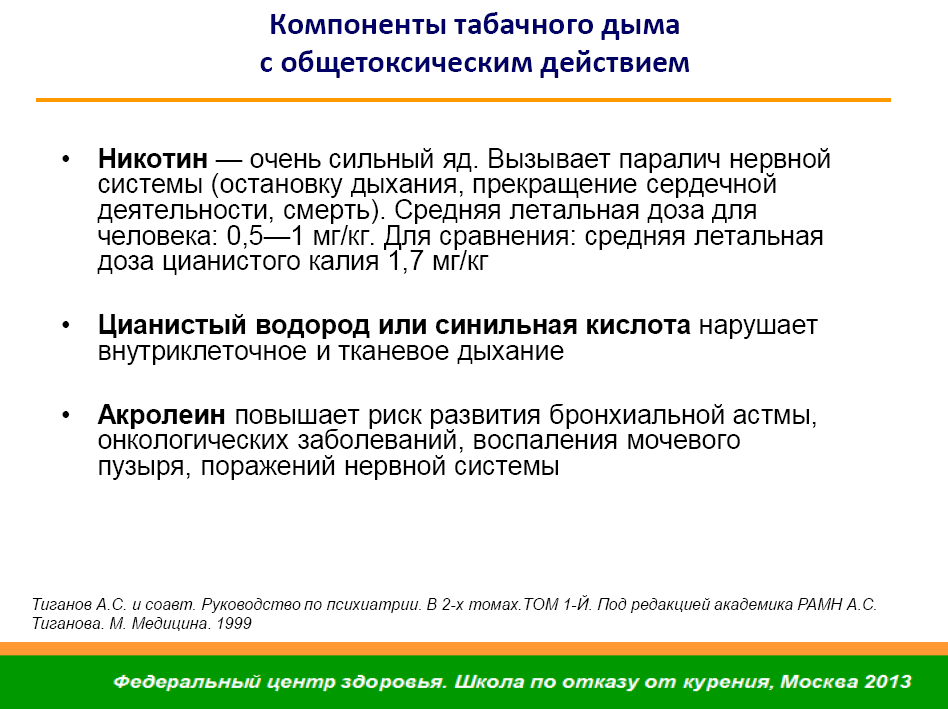 Компоненты табачного дыма
с общетоксическим действием
• Никотин — очень сильный яд. Вызывает паралич нервной
системы (остановку дыхания, прекращение сердечной
деятельности, смерть). Средняя летальная доза для
человека: 0,5—1 мг/кг. Для сравнения: средняя летальная
доза цианистого калия 1,7 мг/кг
• Цианистый водород или синильная кислота нарушает
внутриклеточное и тканевое дыхание
• Акролеин повышает риск развития бронхиальной астмы,
онкологических заболеваний, воспаления мочевого
пузыря, поражений нервной системы
Тиганов А.С. и соавт. Руководство по психиатрии. В 2-х томах.ТОМ 1-Й. Под редакцией академика РАМН А.С.
Тиганова. М. Медицина. 1999
Федеральный центр здоровья. Школа по отказу от курения, Москва 2013